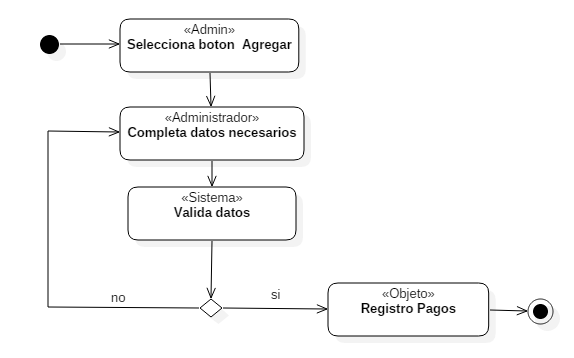 «Admin»
Selecciona boton  Agregar
«Administrador»
Completa datos necesarios
«Sistema»
Valida datos
no
si
«Objeto»
Registro Pagos